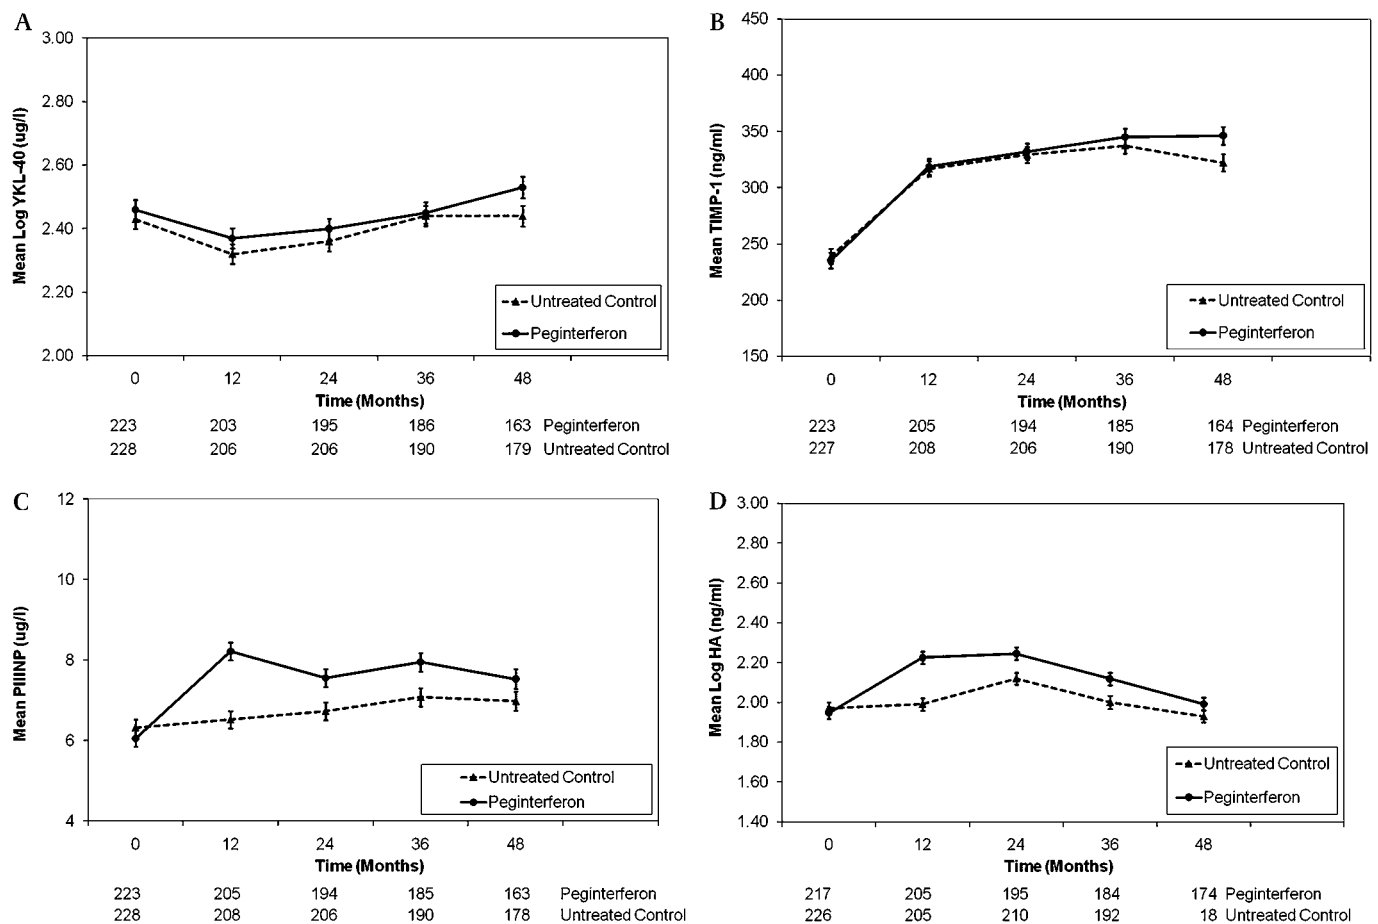 A
3.00
2.80
2.60
2.40
2.20
2.00
Mean Log YKL-40 (ug/l)
Untreated Control
Peginterferon
0 12 24 36 48
Time (Months)
223 203 195 186 163 Peginterferon
228 206 206 190 179 Untreated Control
B
450
400
350
300
250
200
150
Mean TIMP-1 (ng/ml)
Untreated Control
Peginterferon
0 12 24 36 48
Time (Months)
223 205 194 185 164 Peginterferon
227 208 206 190 178 Untreated Control
C
12
10
8
6
4
Mean PIIINP (ug/l)
Untreated Control
Peginterferon
0 12 24 36 48
Time (Months)
223 205 194 185 163 Peginterferon
228 208 206 190 178 Untreated Control
D
3.00
2.80
2.60
2.40
2.20
2.00
1.80
1.60
1.40
Mean Log HA (ng/ml)
Untreated Control
Peginterferon
0 12 24 36 48
Time (Months)
217 205 195 184 174 Peginterferon
226 205 210 192 18 Untreated Control